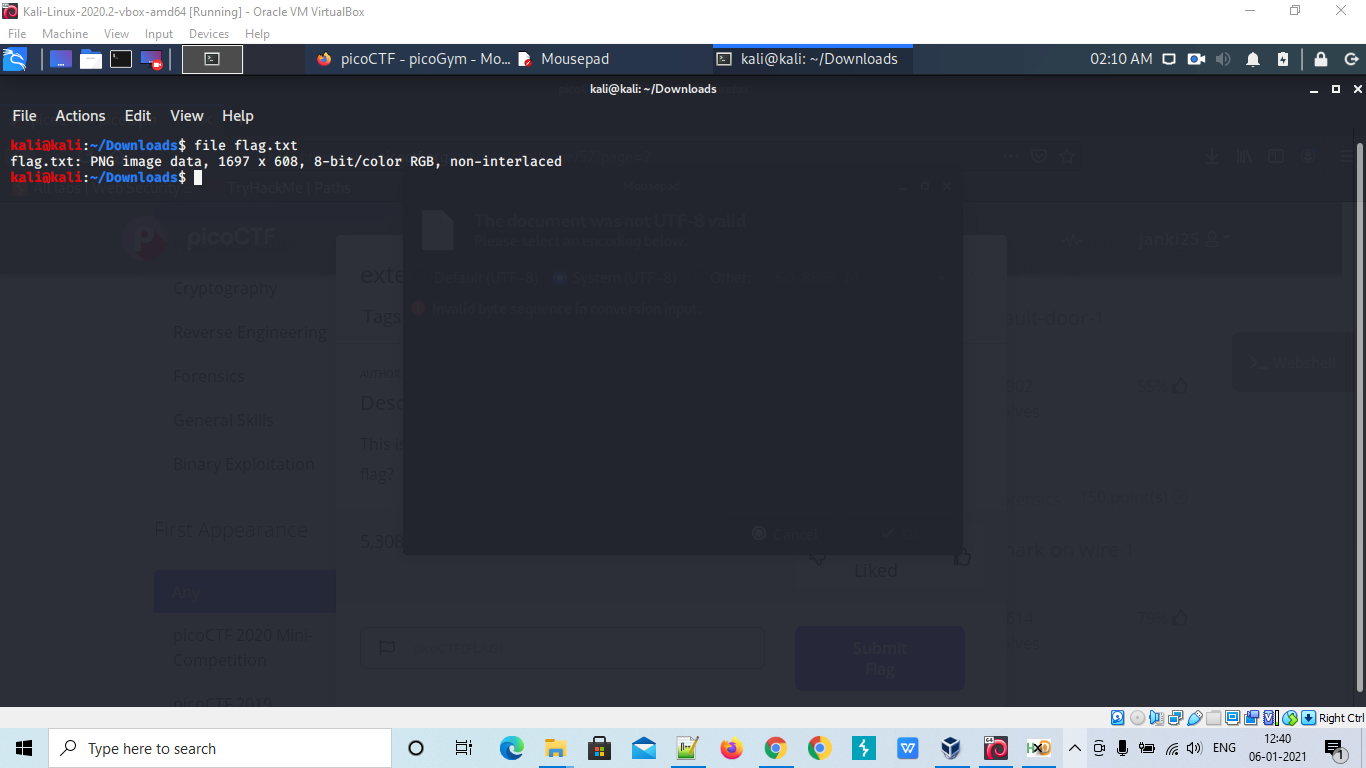 Kali-Linux-2020.2-vbox-amd64 [Running] - Oracle VM VirtualBox
File Machine View Input Devices Help
picoCTF - picoGym - Mo... Mousepad kali@kali: ~/Downloads 02:10 AM
kali@kali: ~/Downloads
File Actions Edit View Help
kali@kali:~/Downloads$ file flag.txt
flag.txt: PNG image data, 1697 x 608, 8-bit/color RGB, non-interlaced
kali@kali:~/Downloads$
TryHackMe | Paths
Mousepad
The document was not UTF-8 valid
Please select an encoding below.
picoCTF
janki25
exte
Default (UTF-8) System (UTF-8) Other:
Cryptography
Invalid byte sequence in conversion input
Tags
Reverse Engineering
Webshell
Forensics
AUTHOR
Desc
General Skills
This is
Binary Exploitation
flag?
First Appearance
5,308
Cancel
Liked
Any
picoCTF 2020 Mini-
Competition
Submit
Flag
picoCTF 2019
Right Ctrl
Type here to search
ENG
12:40
06-01-2021
1